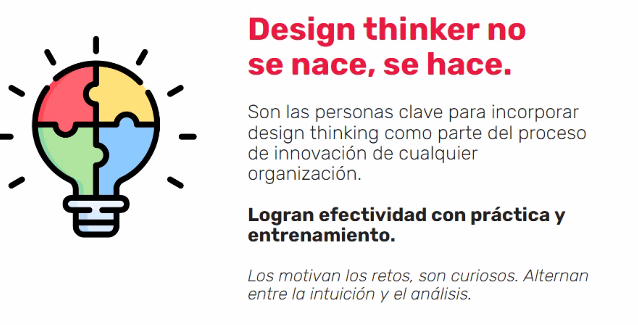 Design thinker no
se nace, se hace.
Son las personas clave para incorporar
design thinking como parte del proceso
de innovación de cualquier
organización.
Logran efectividad con práctica y
entrenamiento.
Los motivan los retos, son curiosos. Alternan
entre la intuición y el análisis.